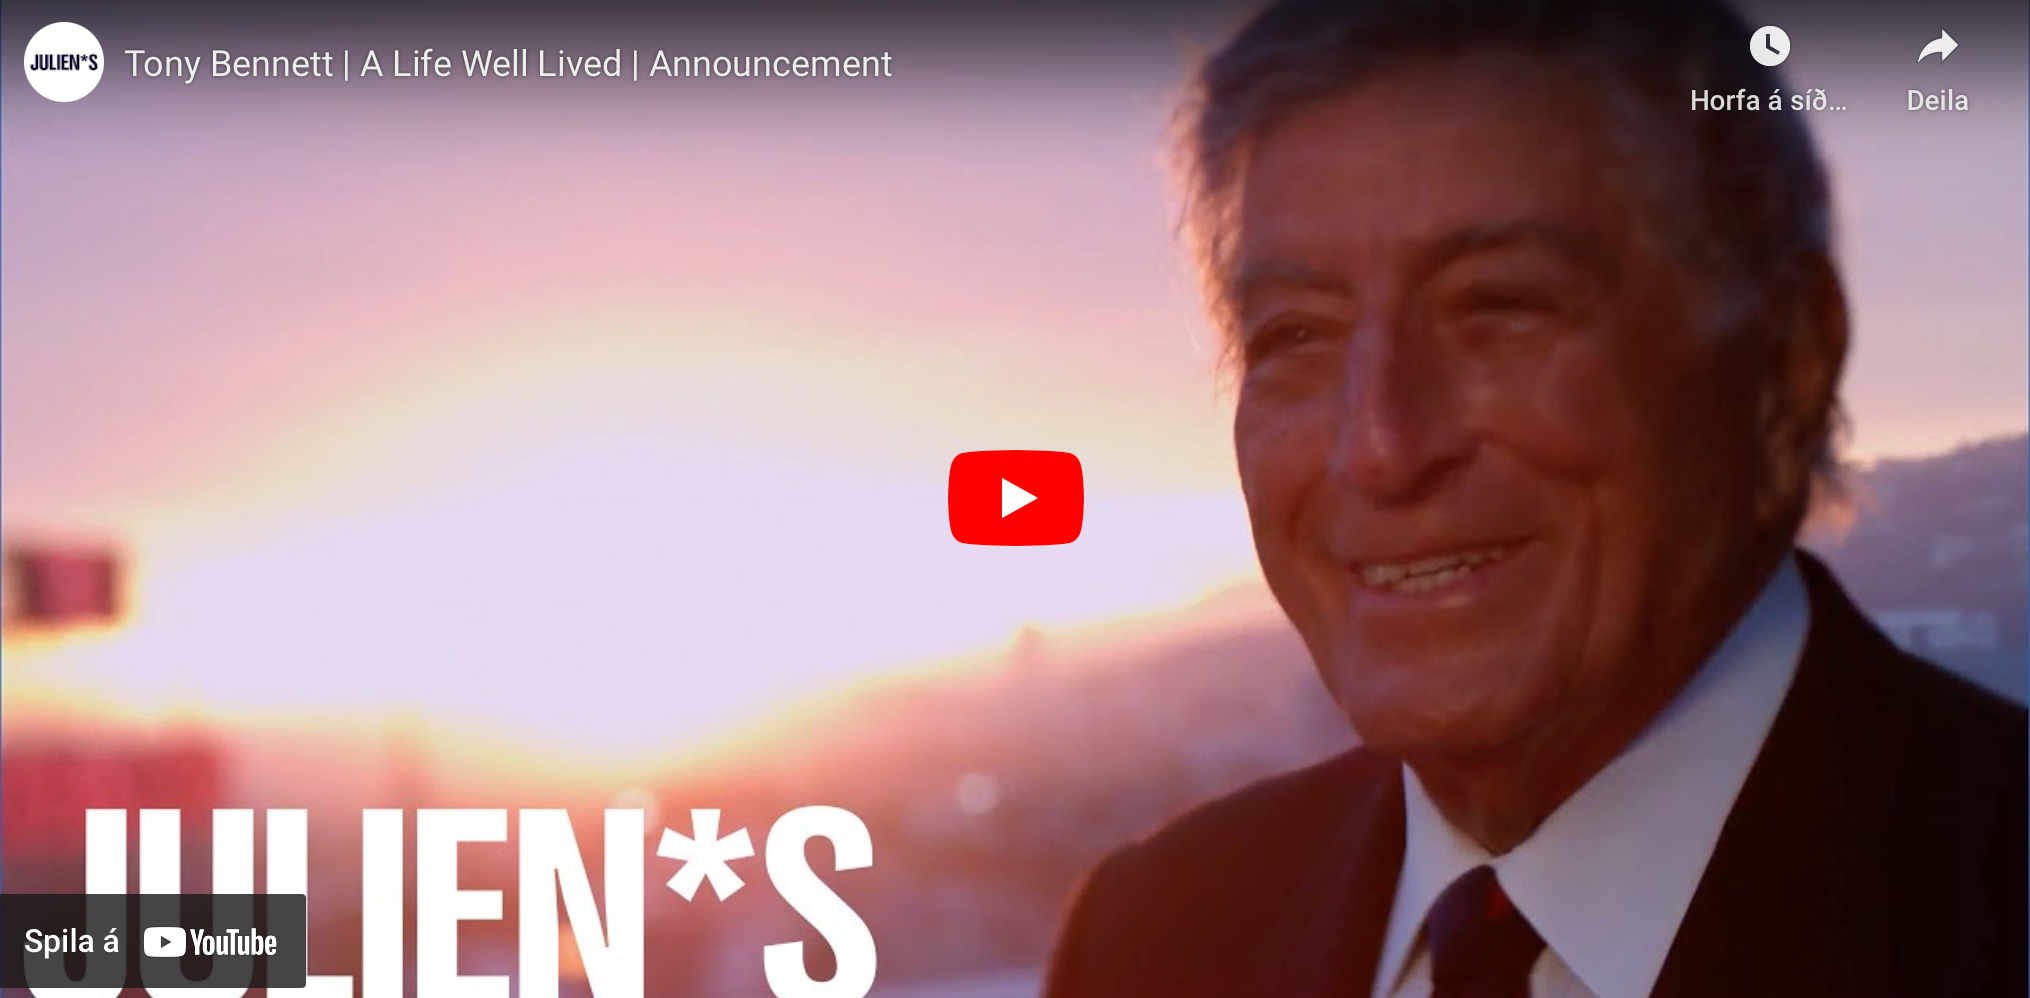 JULIEN*S
Tony Bennett | A Life Well Lived | Announcement
Horfa á síð...
Deila
JULIEN*S
Spila á YouTube